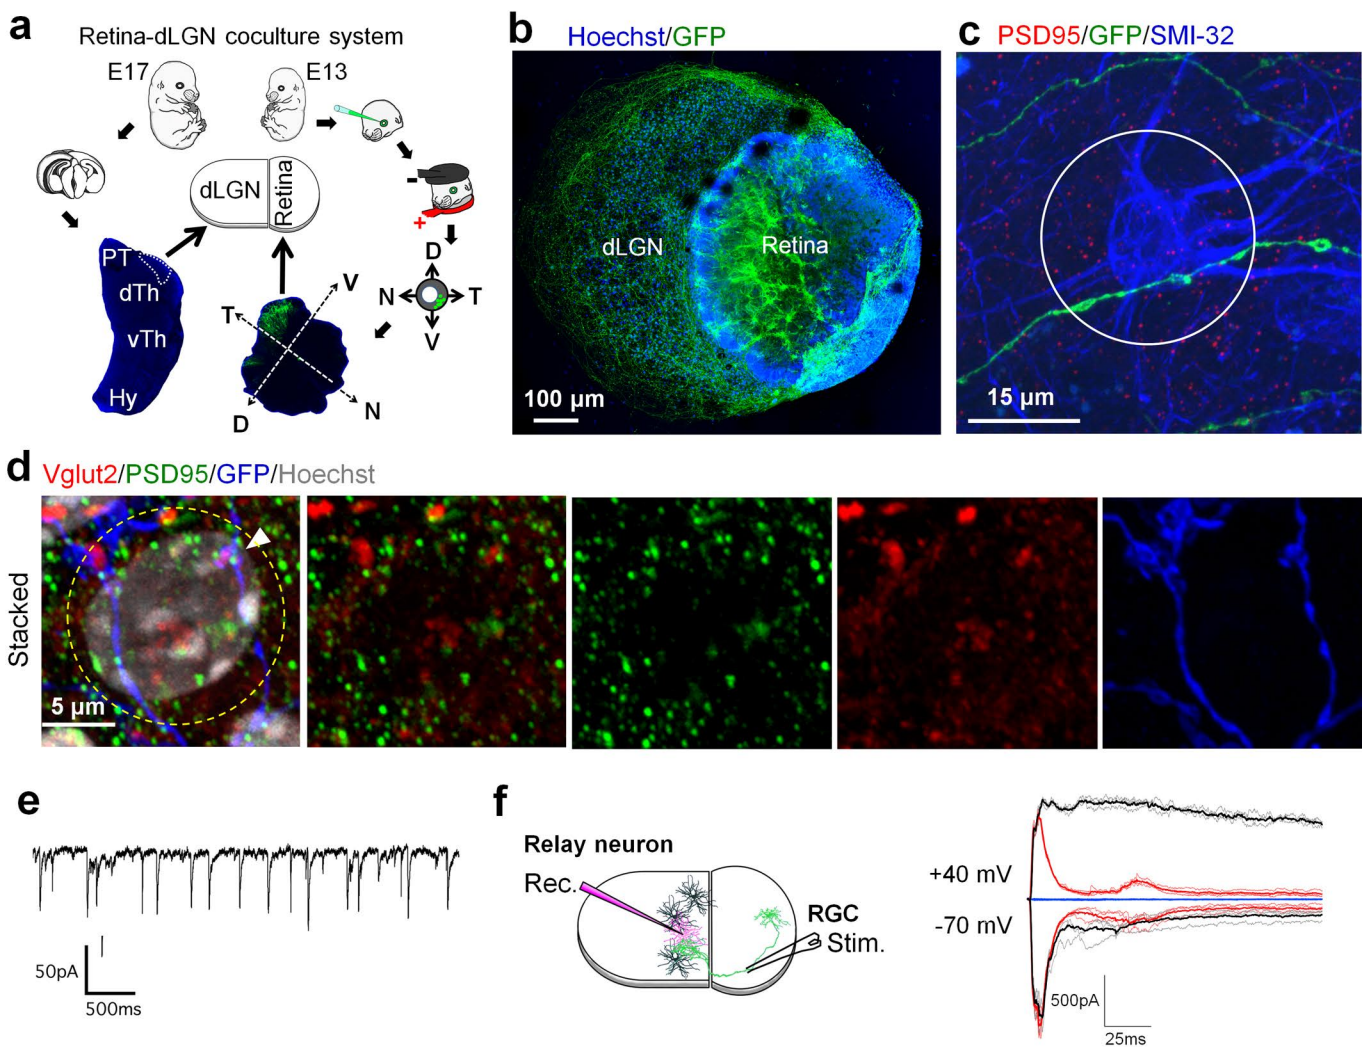 a
Retina-dLGN coculture system
E17
E13
dLGN
Retina
-
+
PT
dTh
vTh
Hy
D
N
T
V
T
V
D
N
b
Hoechst/GFP
dLGN
Retina
100 µm
c
PSD95/GFP/SMI-32
15 µm
d
Vglut2/PSD95/GFP/Hoechst
Stacked
5 µm
e
50pA
500ms
f
Relay neuron
Rec.
RGC
Stim.
+40 mV
-70 mV
500pA
25ms